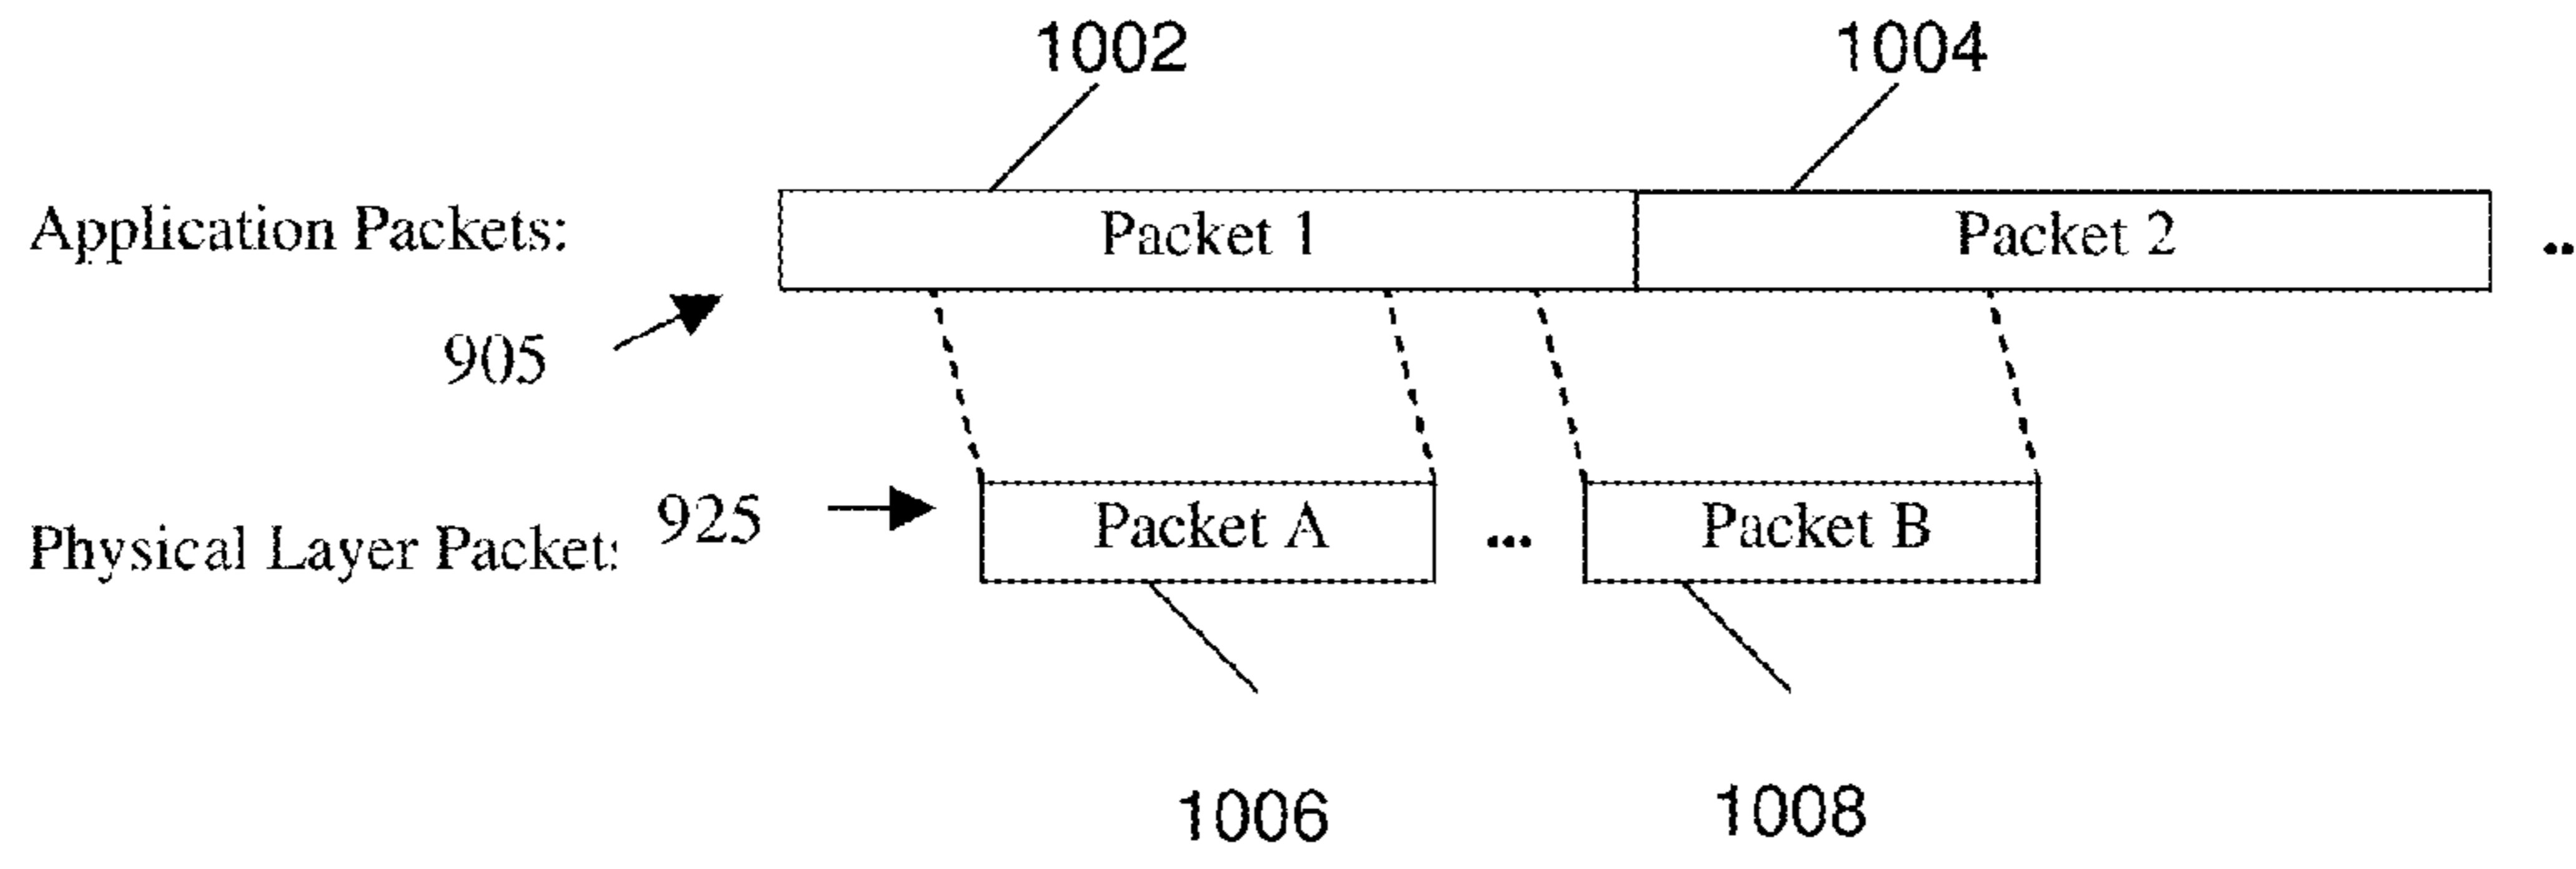 1002 1004
Application Packets: Packet 1 Packet 2 ..
905
Physical Layer Packet: 925 Packet A ... Packet B
1006 1008